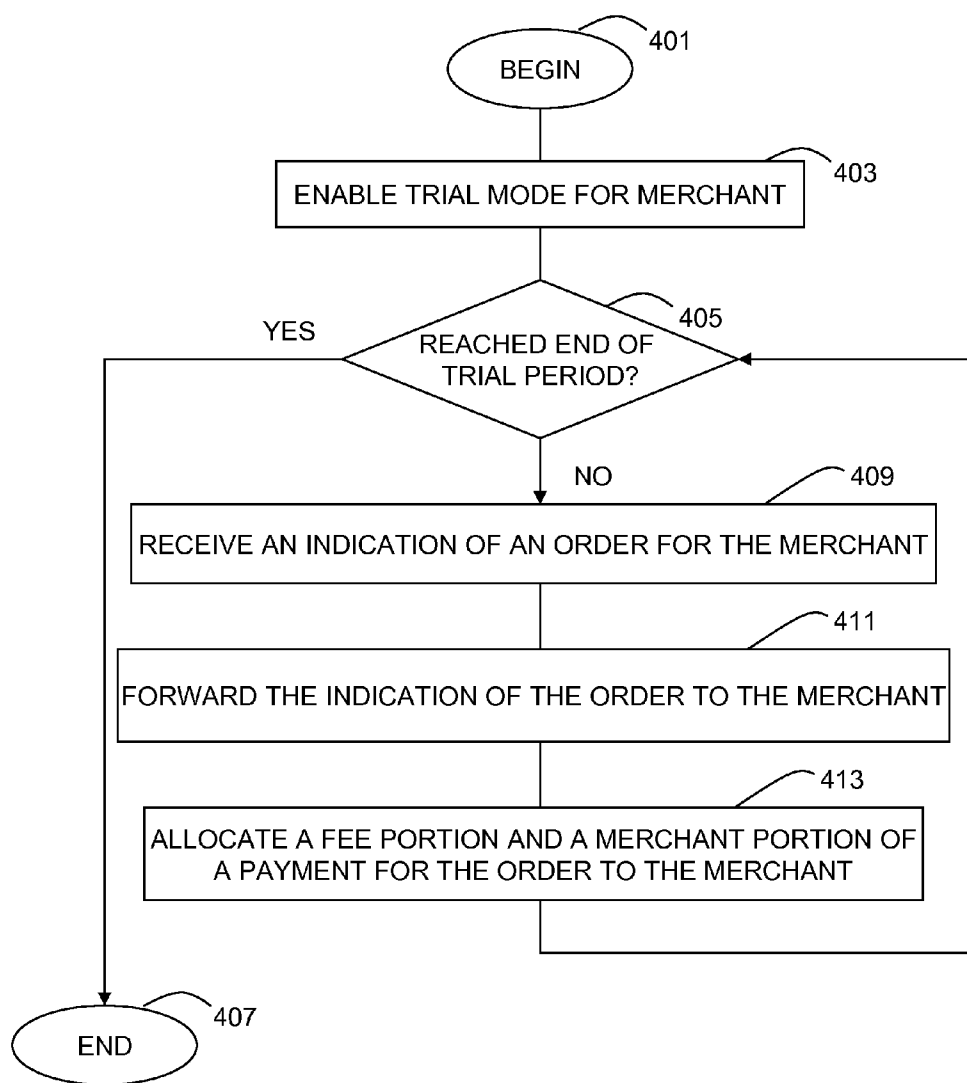 401
BEGIN
403
ENABLE TRIAL MODE FOR MERCHANT
405
YES
REACHED END OF
TRIAL PERIOD?
NO
409
RECEIVE AN INDICATION OF AN ORDER FOR THE MERCHANT
411
FORWARD THE INDICATION OF THE ORDER TO THE MERCHANT
413
ALLOCATE A FEE PORTION AND A MERCHANT PORTION OF
A PAYMENT FOR THE ORDER TO THE MERCHANT
407
END